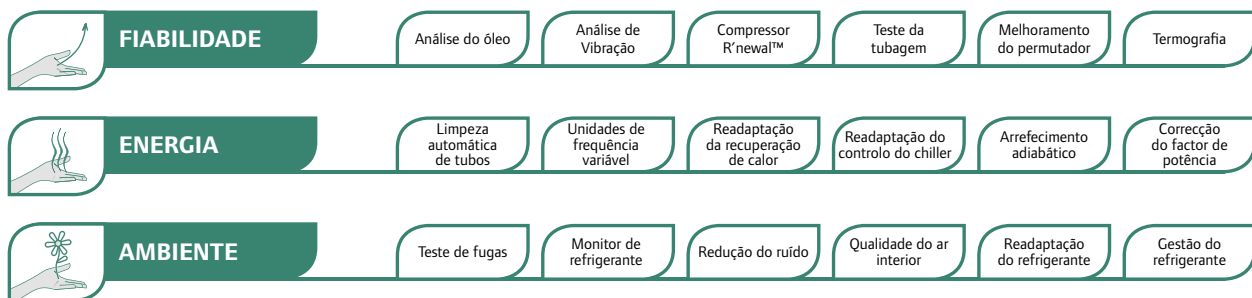 FIABILIDADE
Análise do óleo
Análise de
Vibração
Compressor
R’newal™
Teste da
tubagem
Melhoramento
do permutador
Termografia
ENERGIA
Limpeza
automática
de tubos
Unidades de
frequência
variável
Readaptação
da recuperação
de calor
Readaptação do
controlo do chiller
Arrefecimento
adiabático
Correcção
do factor de
potência
AMBIENTE
Teste de fugas
Monitor de
refrigerante
Redução do ruído
Qualidade do ar
interior
Readaptação
do refrigerante
Gestão do
refrigerante